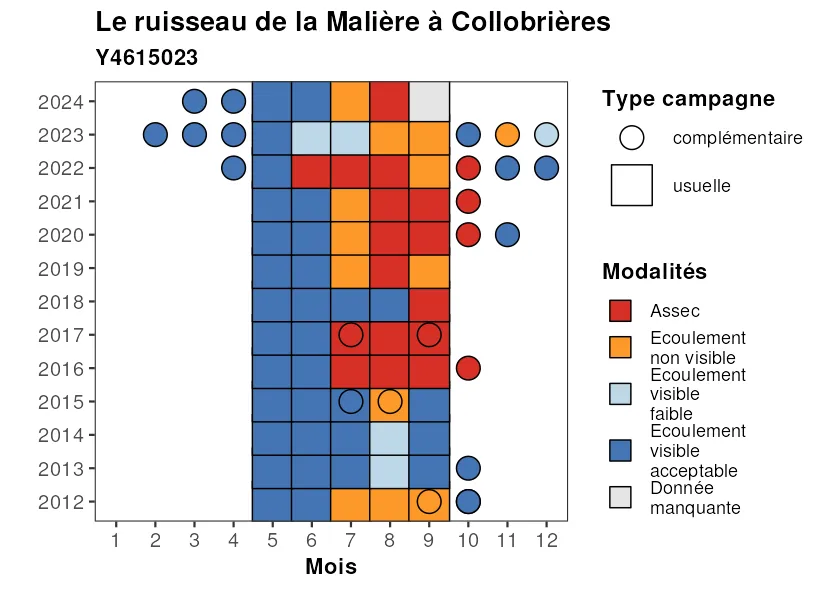 Le ruisseau de la Malière à Collobrières
Y4615023
2024
2023
2022
2021
2020
2019
2018
2017
2016
2015
2014
2013
2012
1 2 3 4 5 6 7 8 9 10 11 12
Mois
Type campagne
complémentaire
usuelle
Modalités
Assec
Ecoulement
non visible
Ecoulement
visible
faible
Ecoulement
visible
acceptable
Donnée
manquante